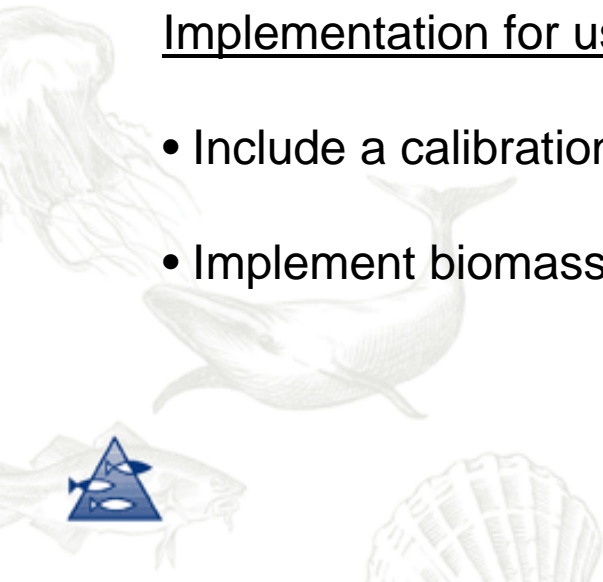 Implementation for us
• Include a calibration
• Implement biomass